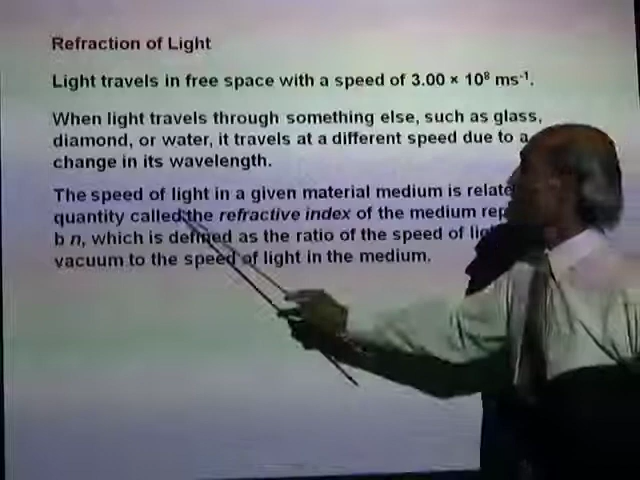 Refraction of Light
Light travels in free space with a speed of 3.00 × 10⁸ ms⁻¹.
When light travels through something else, such as glass,
diamond, or water, it travels at a different speed due to a
change in its wavelength.
The speed of light in a given material medium is relate
quantity called the refractive index of the medium rep
b n, which is defined as the ratio of the speed of lig
vacuum to the speed of light in the medium.